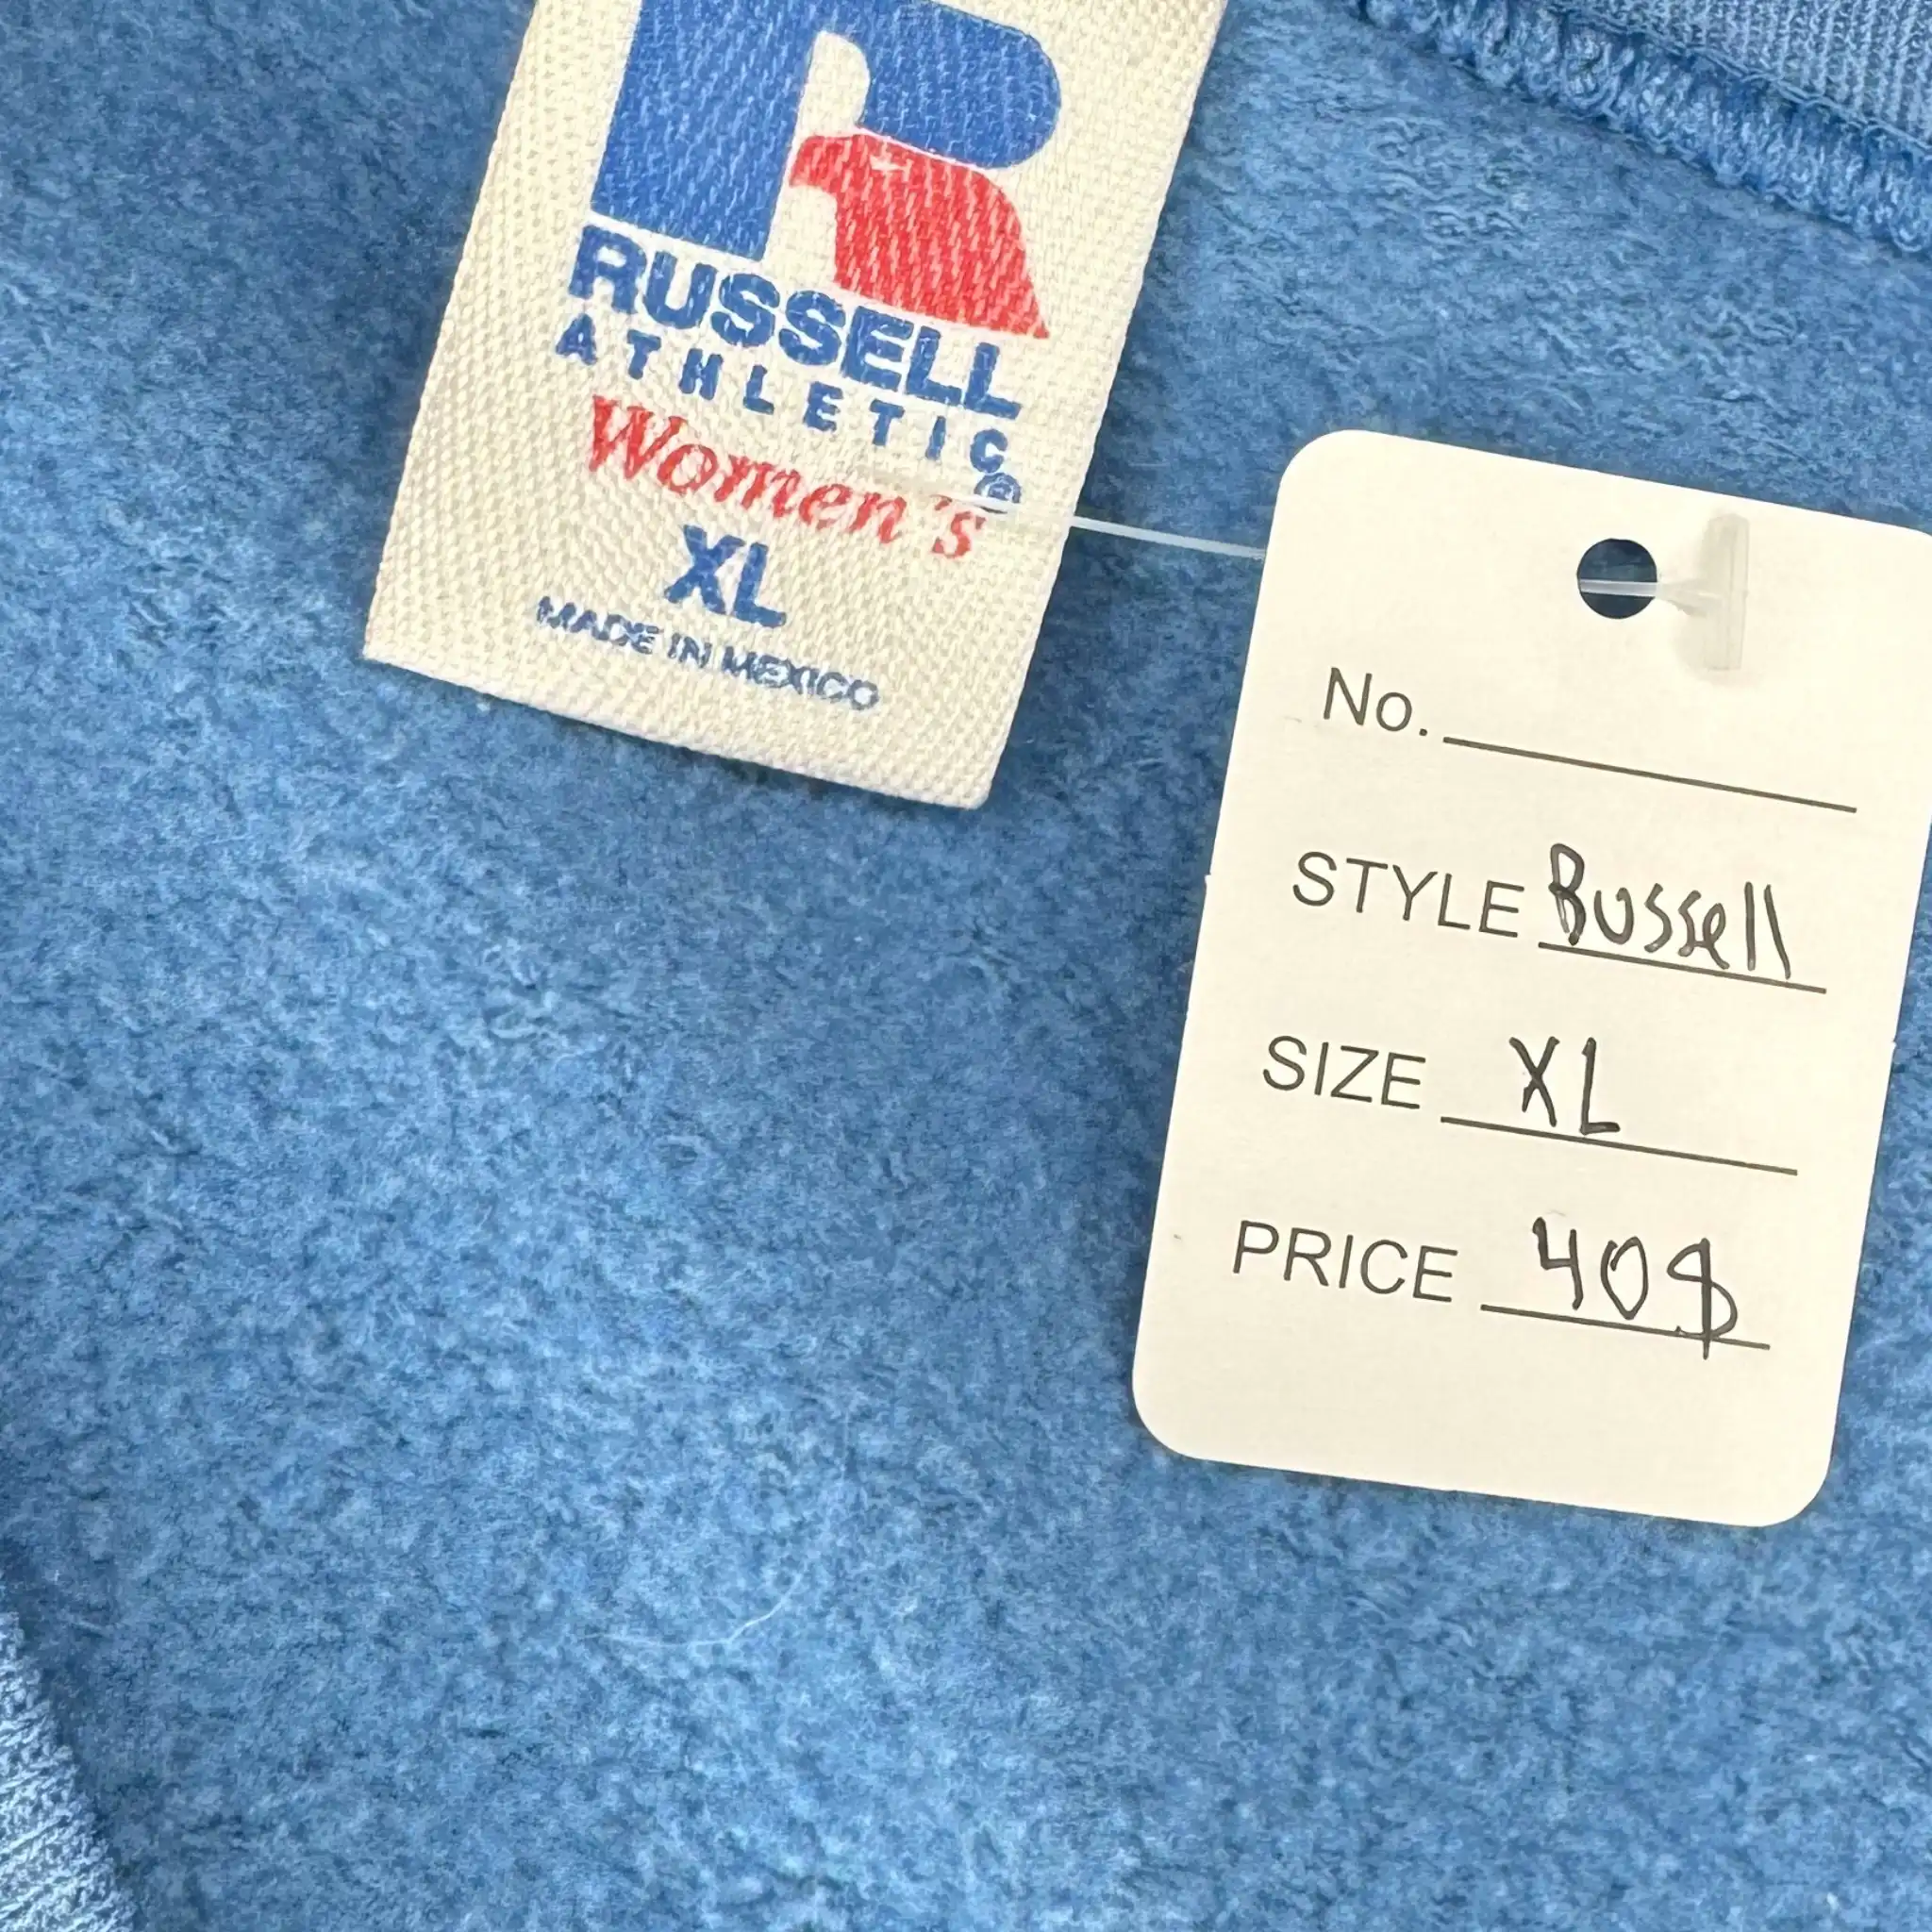 RUSSELL
ATHLETIC®
Women's
XL
MADE IN MEXICO
No.
STYLE Russell
SIZE XL
PRICE 40$